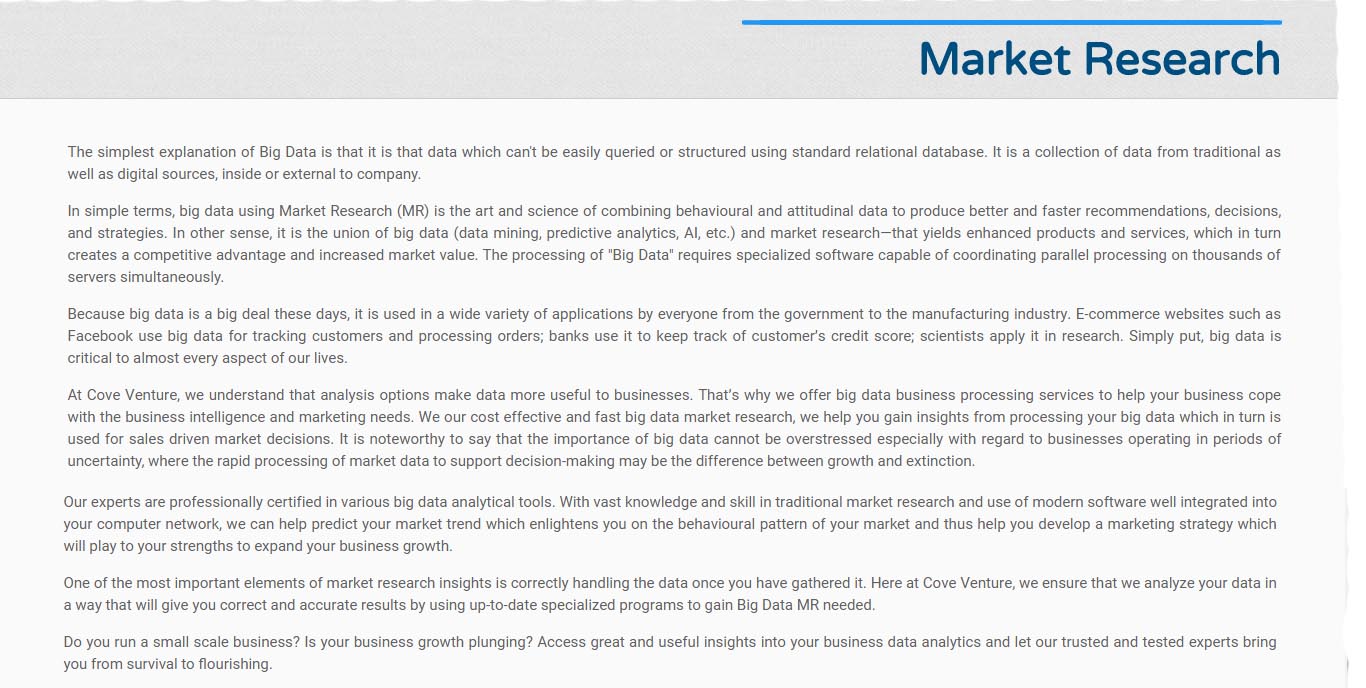 Market Research
The simplest explanation of Big Data is that it is that data which can't be easily queried or structured using standard relational database. It is a collection of data from traditional as
well as digital sources, inside or external to company.
In simple terms, big data using Market Research (MR) is the art and science of combining behavioural and attitudinal data to produce better and faster recommendations, decisions,
and strategies. In other sense, it is the union of big data (data mining, predictive analytics, AI, etc.) and market research—that yields enhanced products and services, which in turn
creates a competitive advantage and increased market value. The processing of "Big Data" requires specialized software capable of coordinating parallel processing on thousands of
servers simultaneously.
Because big data is a big deal these days, it is used in a wide variety of applications by everyone from the government to the manufacturing industry. E-commerce websites such as
Facebook use big data for tracking customers and processing orders; banks use it to keep track of customer's credit score; scientists apply it in research. Simply put, big data is
critical to almost every aspect of our lives.
At Cove Venture, we understand that analysis options make data more useful to businesses. That's why we offer big data business processing services to help your business cope
with the business intelligence and marketing needs. We our cost effective and fast big data market research, we help you gain insights from processing your big data which in turn is
used for sales driven market decisions. It is noteworthy to say that the importance of big data cannot be overstressed especially with regard to businesses operating in periods of
uncertainty, where the rapid processing of market data to support decision-making may be the difference between growth and extinction.
Our experts are professionally certified in various big data analytical tools. With vast knowledge and skill in traditional market research and use of modern software well integrated into
your computer network, we can help predict your market trend which enlightens you on the behavioural pattern of your market and thus help you develop a marketing strategy which
will play to your strengths to expand your business growth.
One of the most important elements of market research insights is correctly handling the data once you have gathered it. Here at Cove Venture, we ensure that we analyze your data in
a way that will give you correct and accurate results by using up-to-date specialized programs to gain Big Data MR needed.
Do you run a small scale business? Is your business growth plunging? Access great and useful insights into your business data analytics and let our trusted and tested experts bring
you from survival to flourishing.